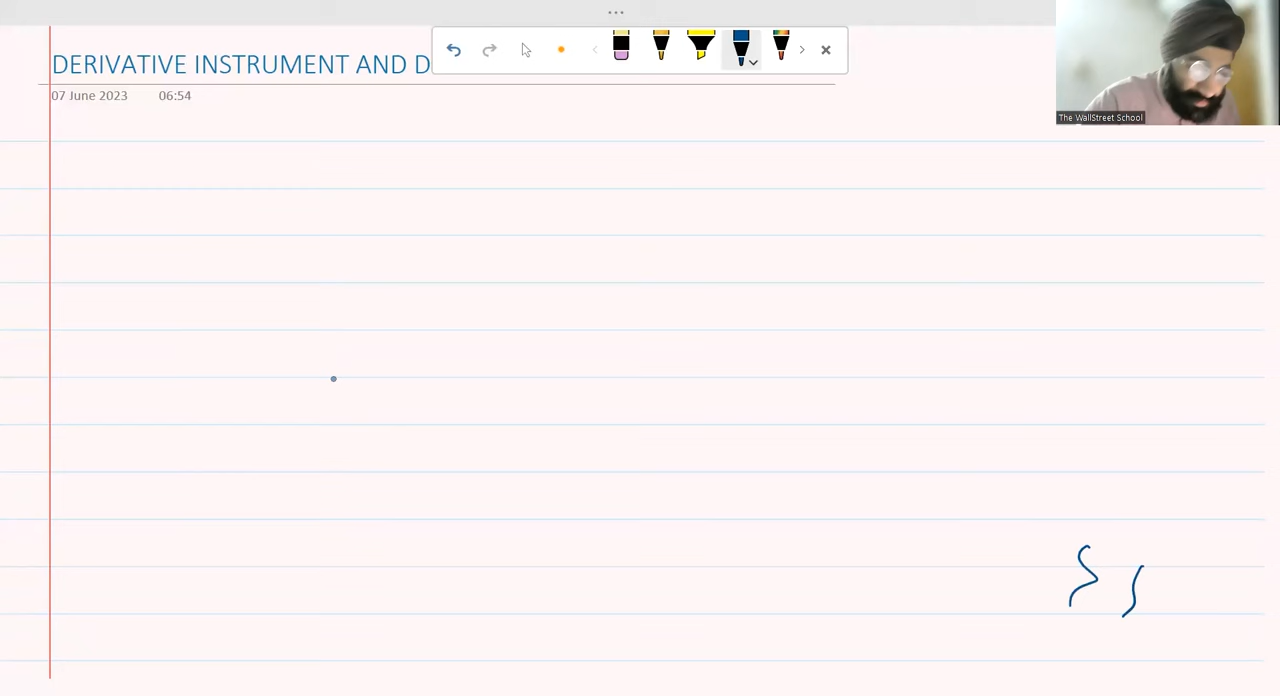 DERIVATIVE INSTRUMENT AND D
07 June 2023 06:54
The WallStreet School